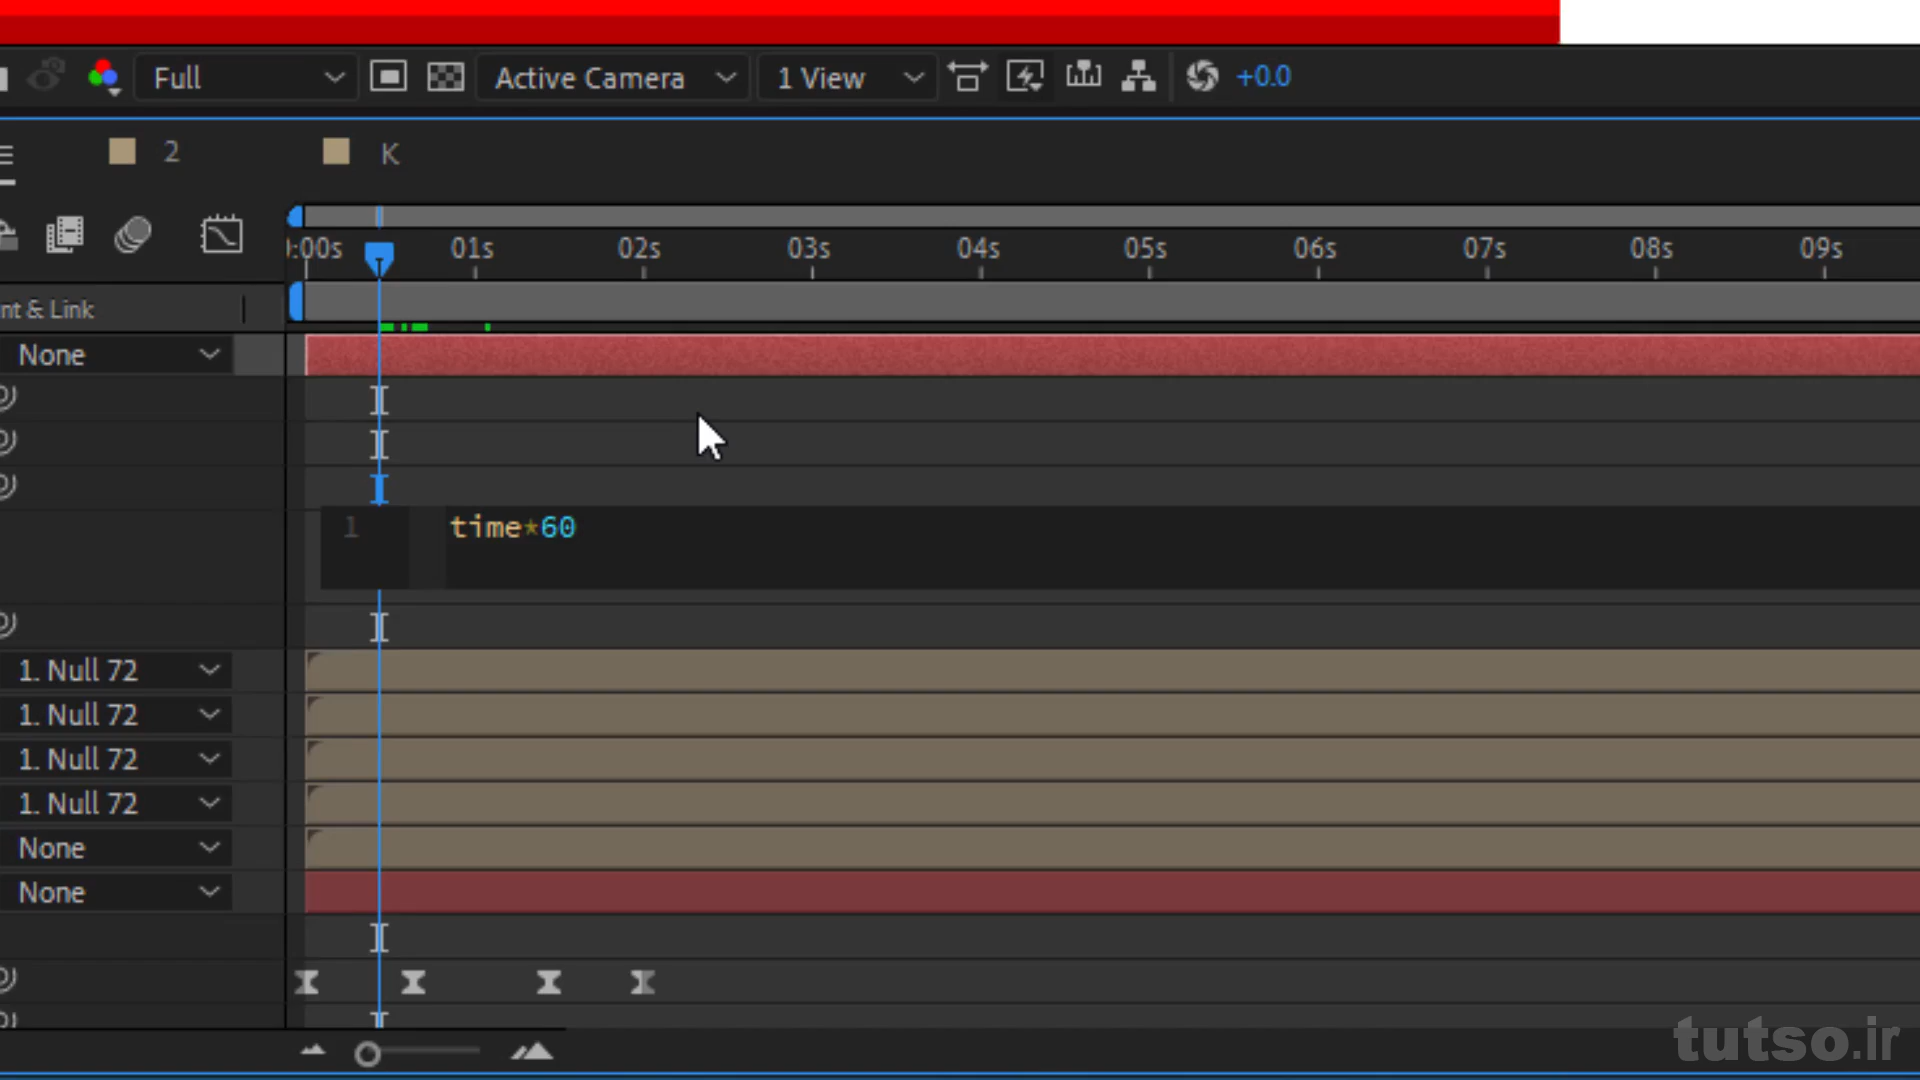 Full
Active Camera
1 View
+0.0
2
K
:00s
01s
02s
03s
04s
05s
06s
07s
08s
09s
nt & Link
None
1
time*60
1. Null 72
1. Null 72
1. Null 72
1. Null 72
None
None
tutso.ir